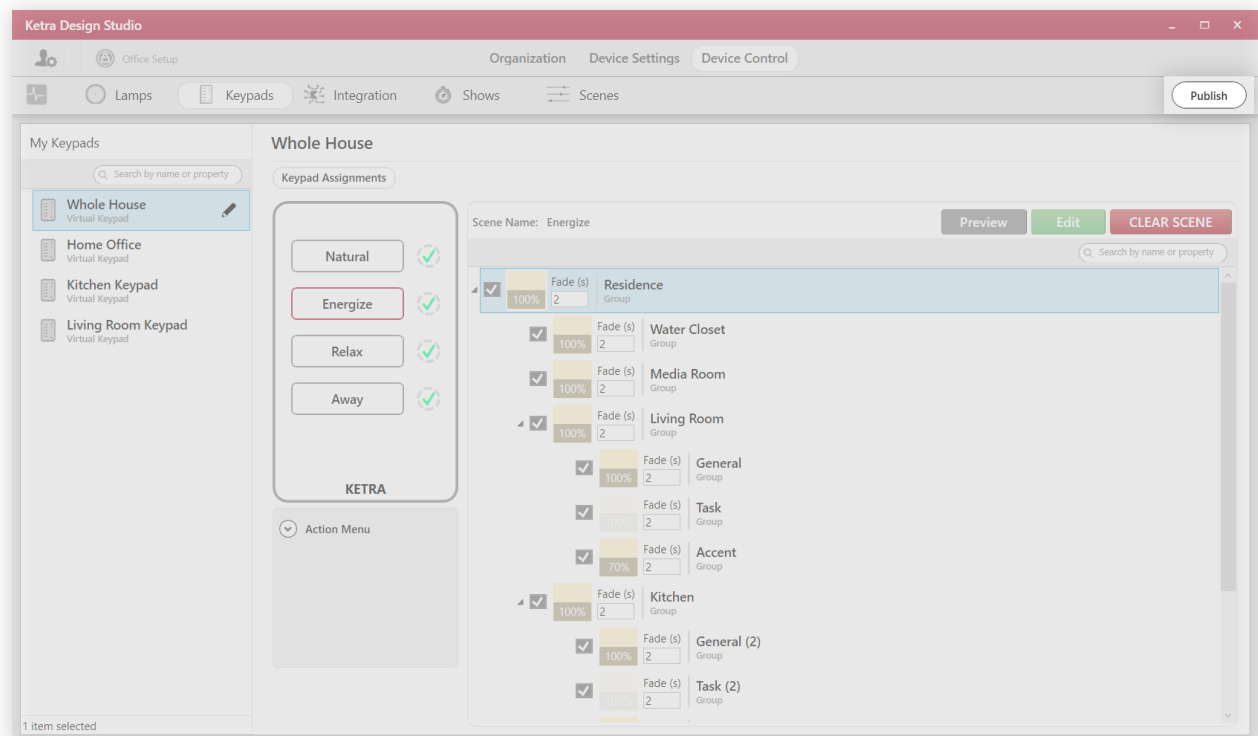 Ketra Design Studio
Office Setup
Organization Device Settings Device Control
Lamps Keypads Integration Shows Scenes
Publish
My Keypads
Search by name or property
Whole House
Virtual Keypad
Home Office
Virtual Keypad
Kitchen Keypad
Virtual Keypad
Living Room Keypad
Virtual Keypad
1 item selected
Whole House
Keypad Assignments
Natural
Energize
Relax
Away
KETRA
Action Menu
Scene Name: Energize
Preview Edit CLEAR SCENE
Search by name or property
Fade (s) Residence
100% 2 Group
Fade (s) Water Closet
100% 2 Group
Fade (s) Media Room
100% 2 Group
Fade (s) Living Room
100% 2 Group
Fade (s) General
100% 2 Group
Fade (s) Task
100% 2 Group
Fade (s) Accent
70% 2 Group
Fade (s) Kitchen
100% 2 Group
Fade (s) General (2)
100% 2 Group
Fade (s) Task (2)
100% 2 Group